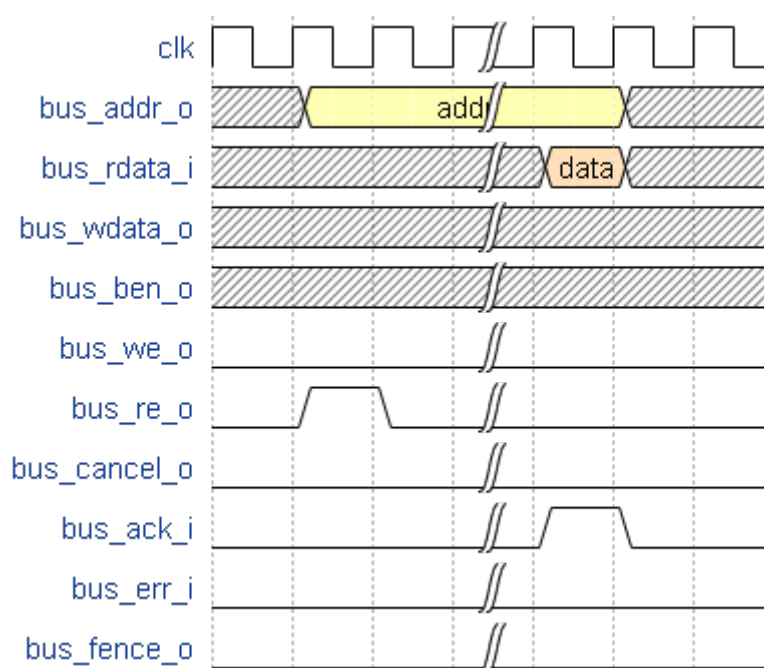 clk
bus_addr_o
addr
bus_rdata_i
data
bus_wdata_o
bus_ben_o
bus_we_o
bus_re_o
bus_cancel_o
bus_ack_i
bus_err_i
bus_fence_o